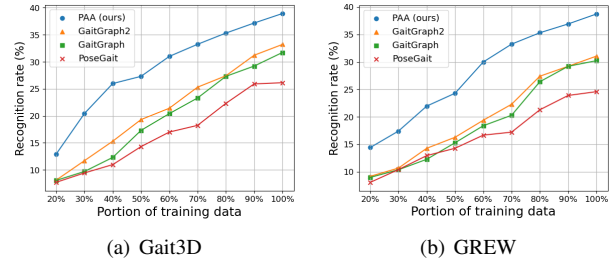 40
35
30
25
20
15
10
Recognition rate (%)
PAA (ours)
GaitGraph2
GaitGraph
PoseGait
20% 30% 40% 50% 60% 70% 80% 90% 100%
Portion of training data
(a) Gait3D
40
35
30
25
20
15
10
Recognition rate (%)
PAA (ours)
GaitGraph2
GaitGraph
PoseGait
20% 30% 40% 50% 60% 70% 80% 90% 100%
Portion of training data
(b) GREW